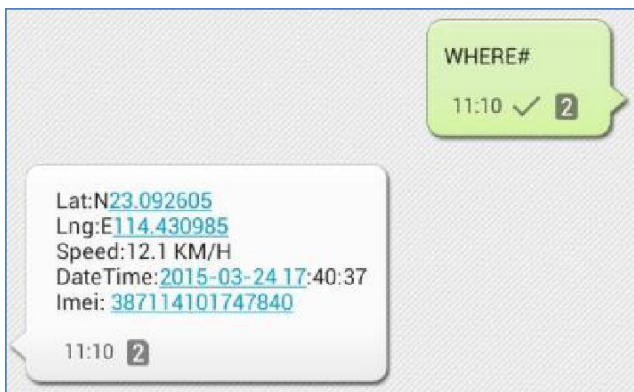 WHERE#
11:10 2
Lat:N23.092605
Lng:E114.430985
Speed:12.1 KM/H
DateTime:2015-03-24 17:40:37
Imei: 387114101747840
11:10 2